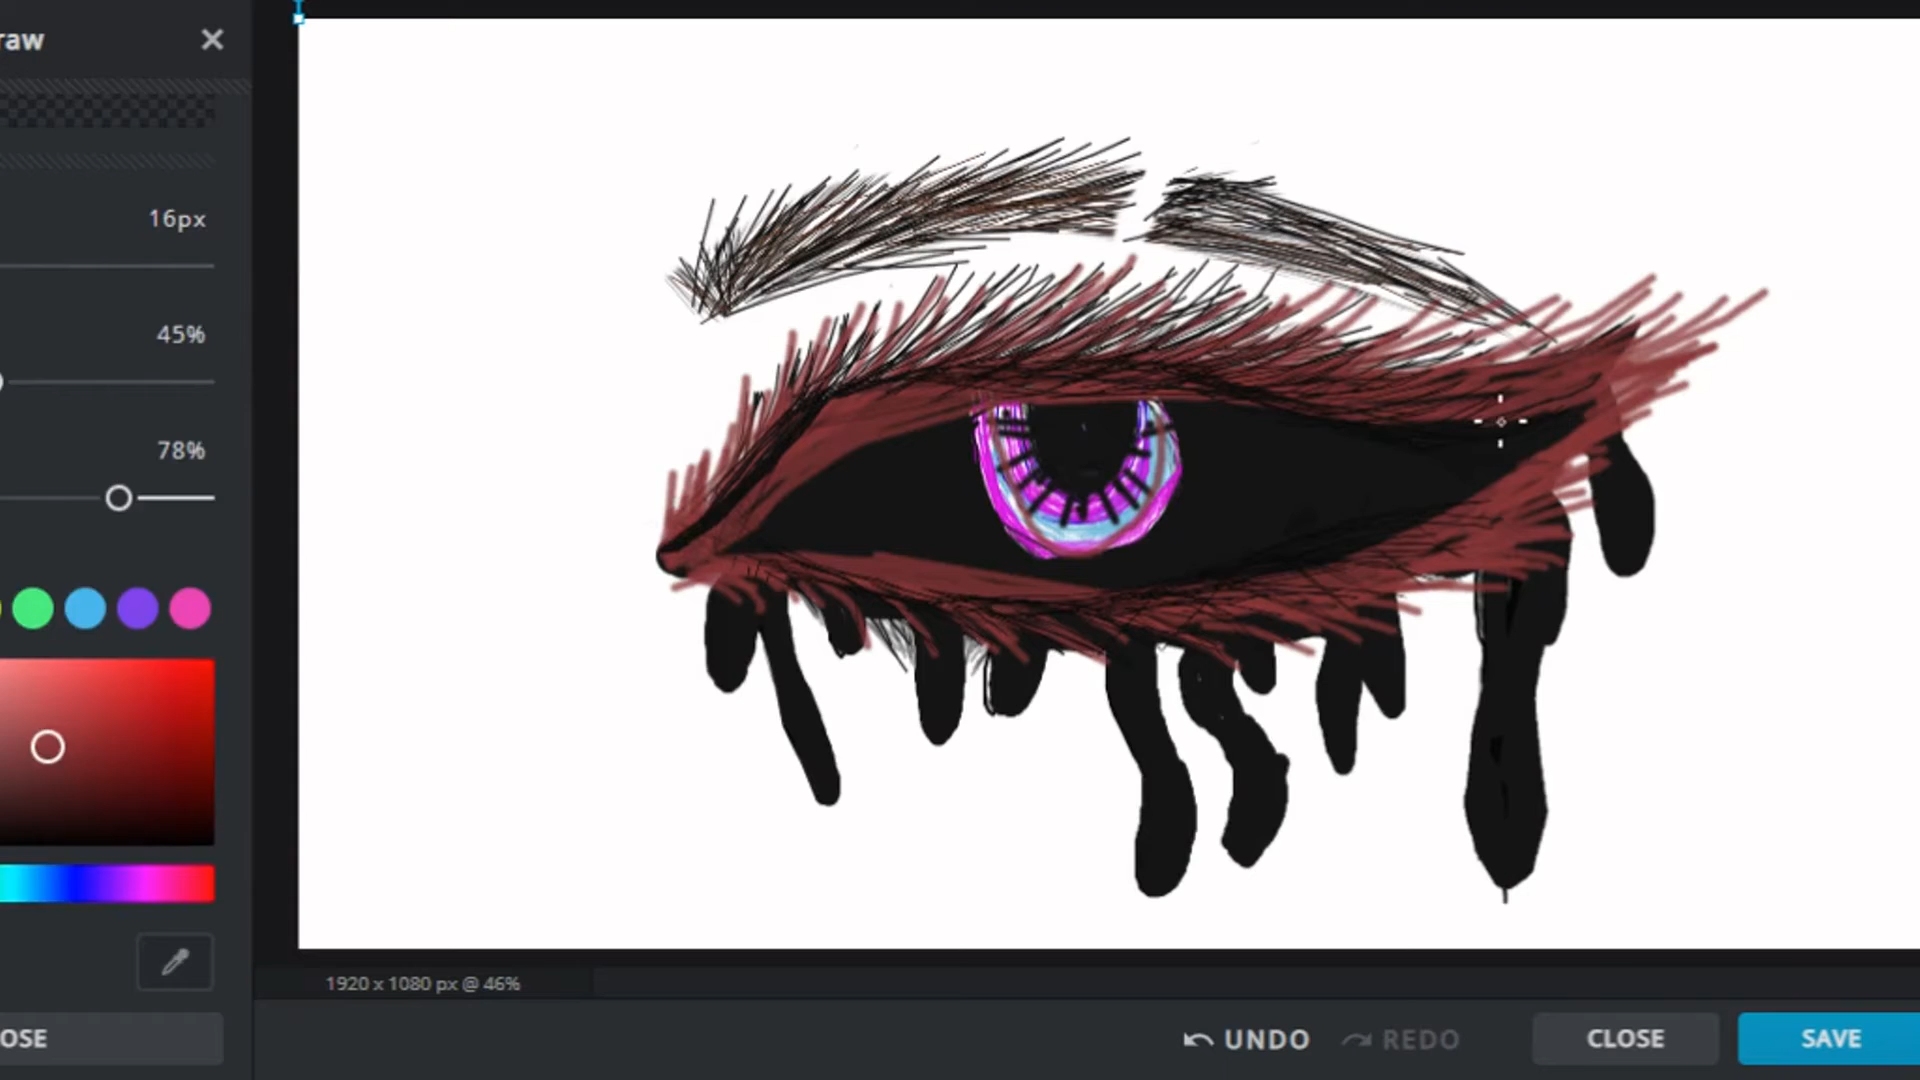 raw
16px
45%
78%
OSE
1920 x 1080 px @ 46%
UNDO
REDO
CLOSE
SAVE